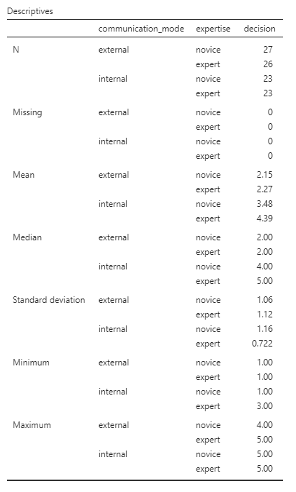 Descriptives
communication_mode expertise decision
N external novice 27
expert 26
internal novice 23
expert 23
Missing external novice 0
expert 0
internal novice 0
expert 0
Mean external novice 2.15
expert 2.27
internal novice 3.48
expert 4.39
Median external novice 2.00
expert 2.00
internal novice 4.00
expert 5.00
Standard deviation external novice 1.06
expert 1.12
internal novice 1.16
expert 0.722
Minimum external novice 1.00
expert 1.00
internal novice 1.00
expert 3.00
Maximum external novice 4.00
expert 5.00
internal novice 5.00
expert 5.00